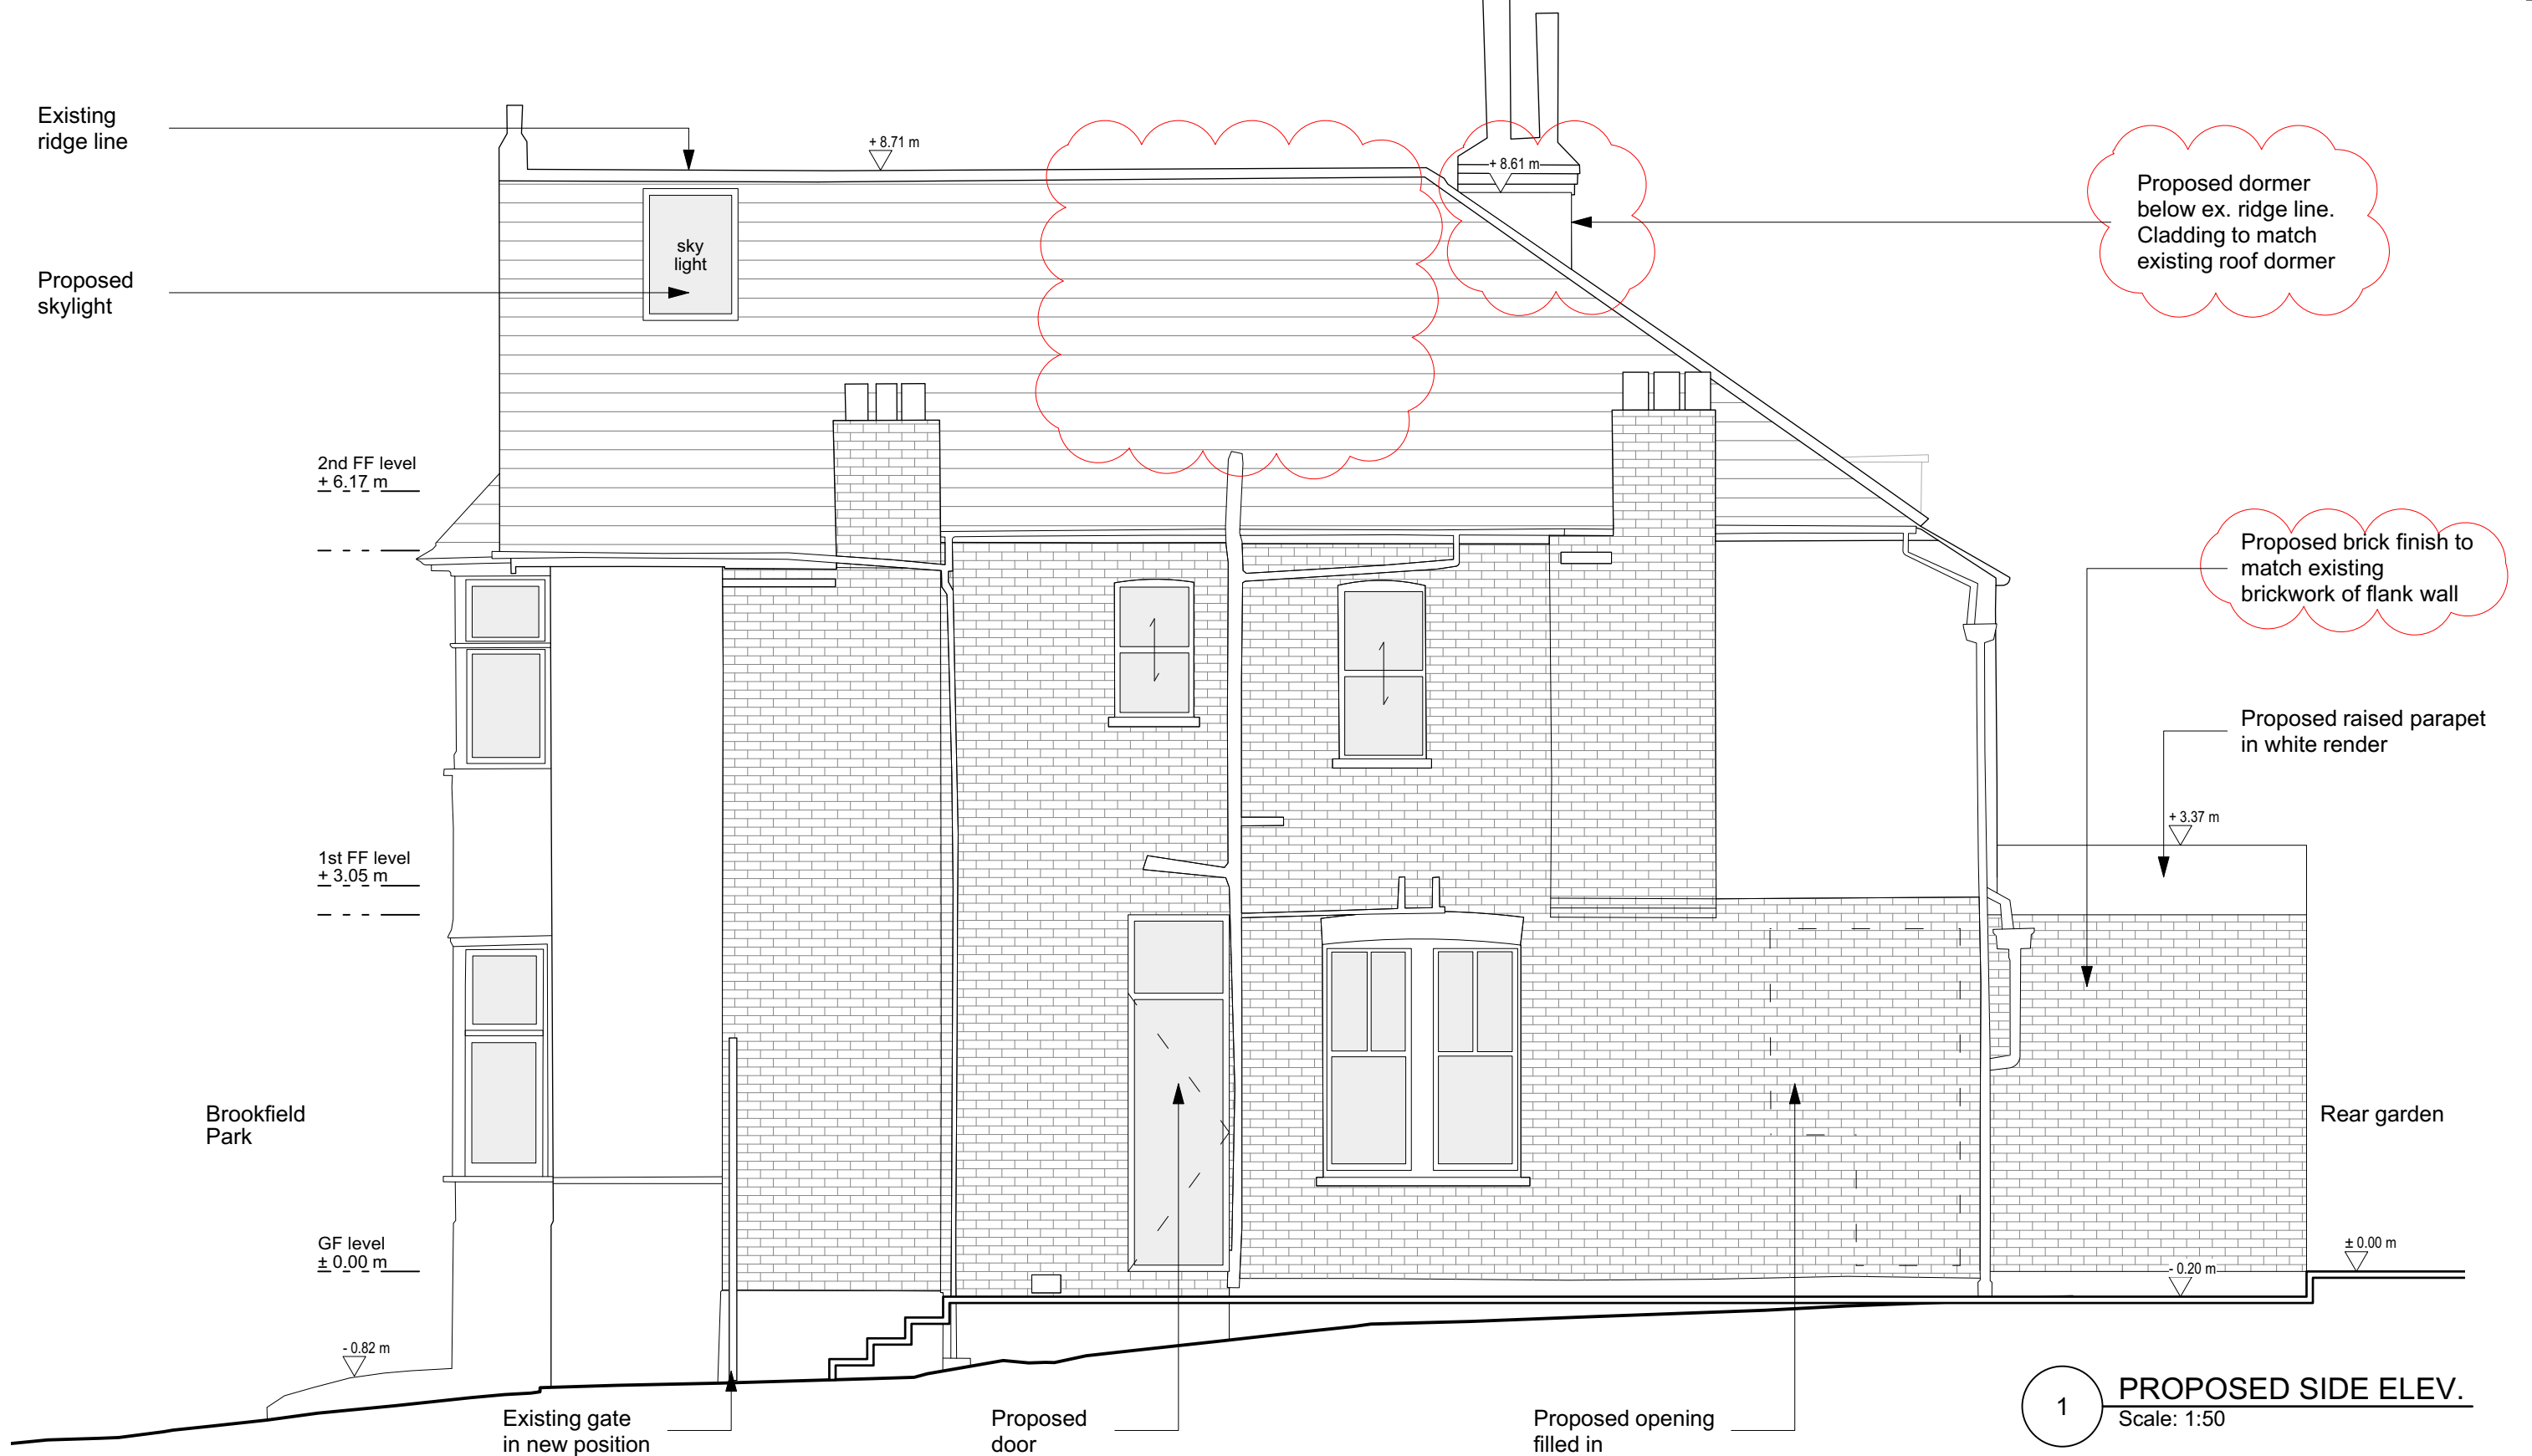 Existing
ridge line
+ 8.71 m
+ 8.61 m
Proposed dormer
below ex. ridge line.
Cladding to match
existing roof dormer
sky
light
Proposed
skylight
2nd FF level
+ 6.17 m
Proposed brick finish to
match existing
brickwork of flank wall
Proposed raised parapet
in white render
+ 3.37 m
1st FF level
+ 3.05 m
Brookfield
Park
Rear garden
GF level
± 0.00 m
± 0.00 m
- 0.20 m
- 0.82 m
Existing gate
in new position
Proposed
door
Proposed opening
filled in
1
PROPOSED SIDE ELEV.
Scale: 1:50